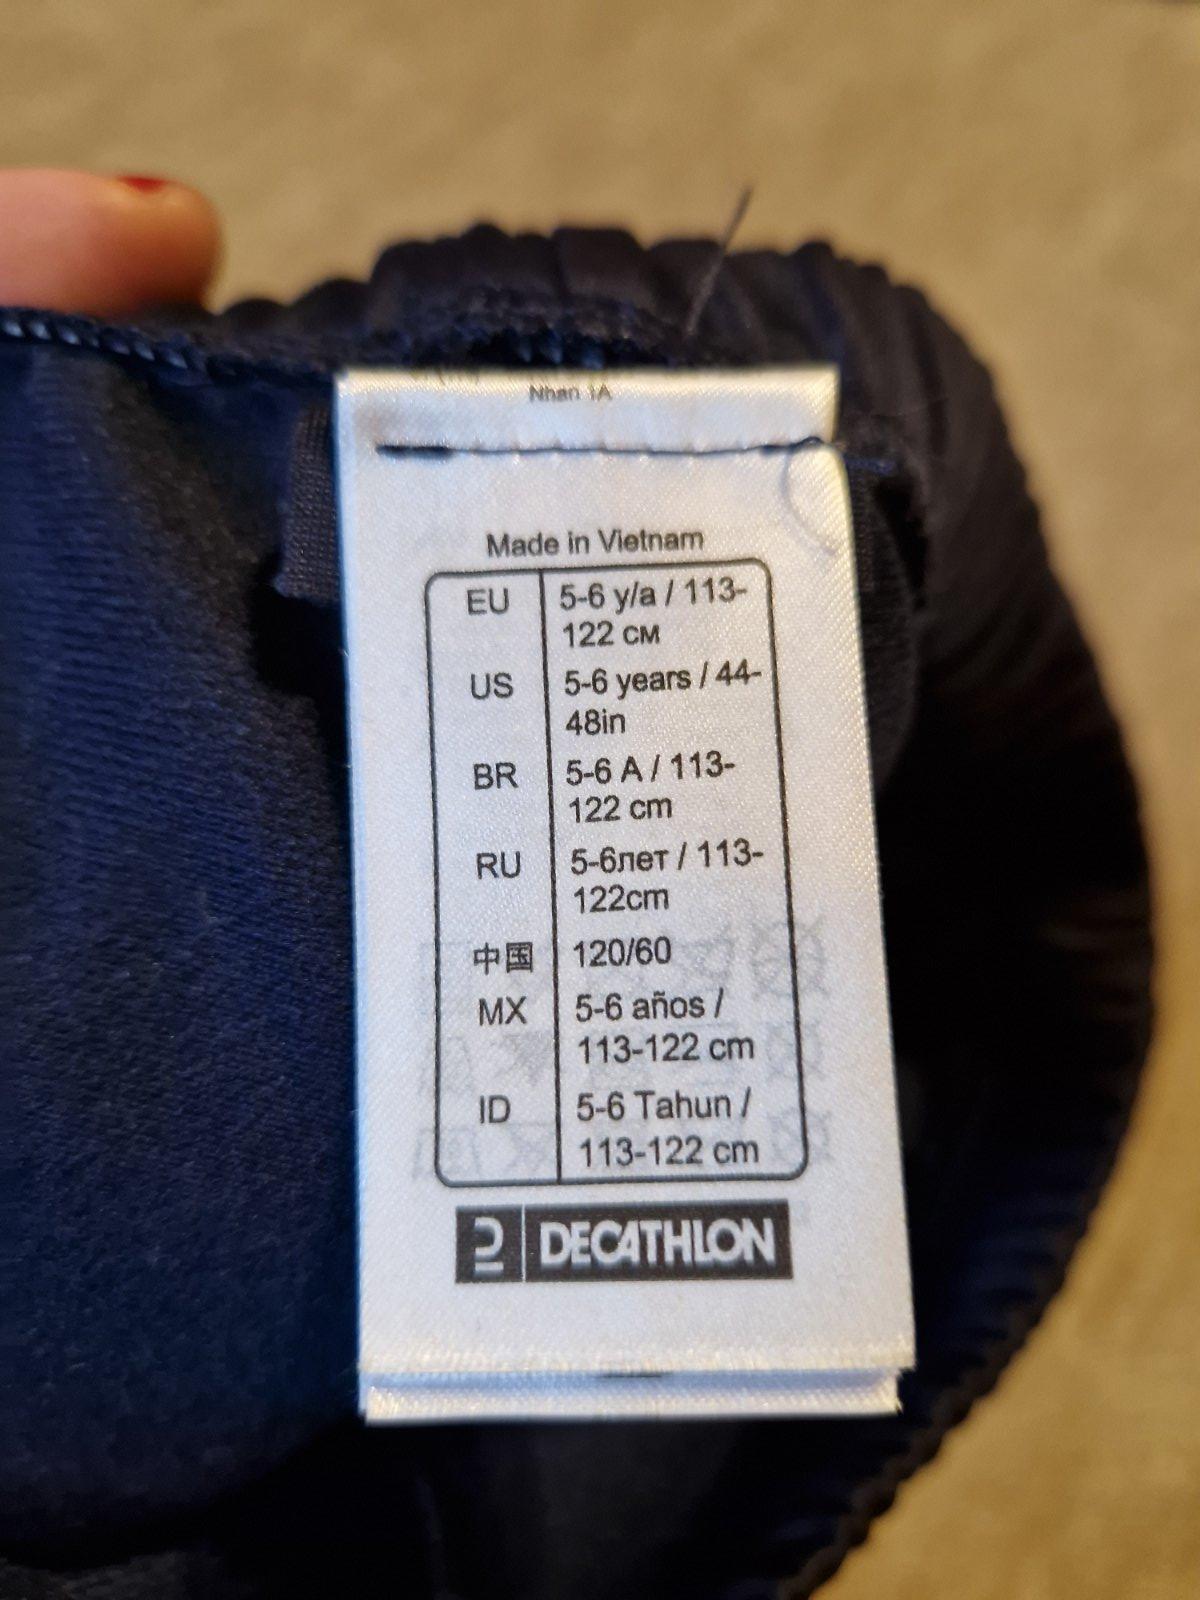 Nhan 1A
Made in Vietnam
EU 5-6 y/a / 113-
122 см
US 5-6 years / 44-
48in
BR 5-6 A / 113-
122 cm
RU 5-6лет / 113-
122cm
中国 120/60
MX 5-6 años /
113-122 cm
ID 5-6 Tahun /
113-122 cm
DECATHLON